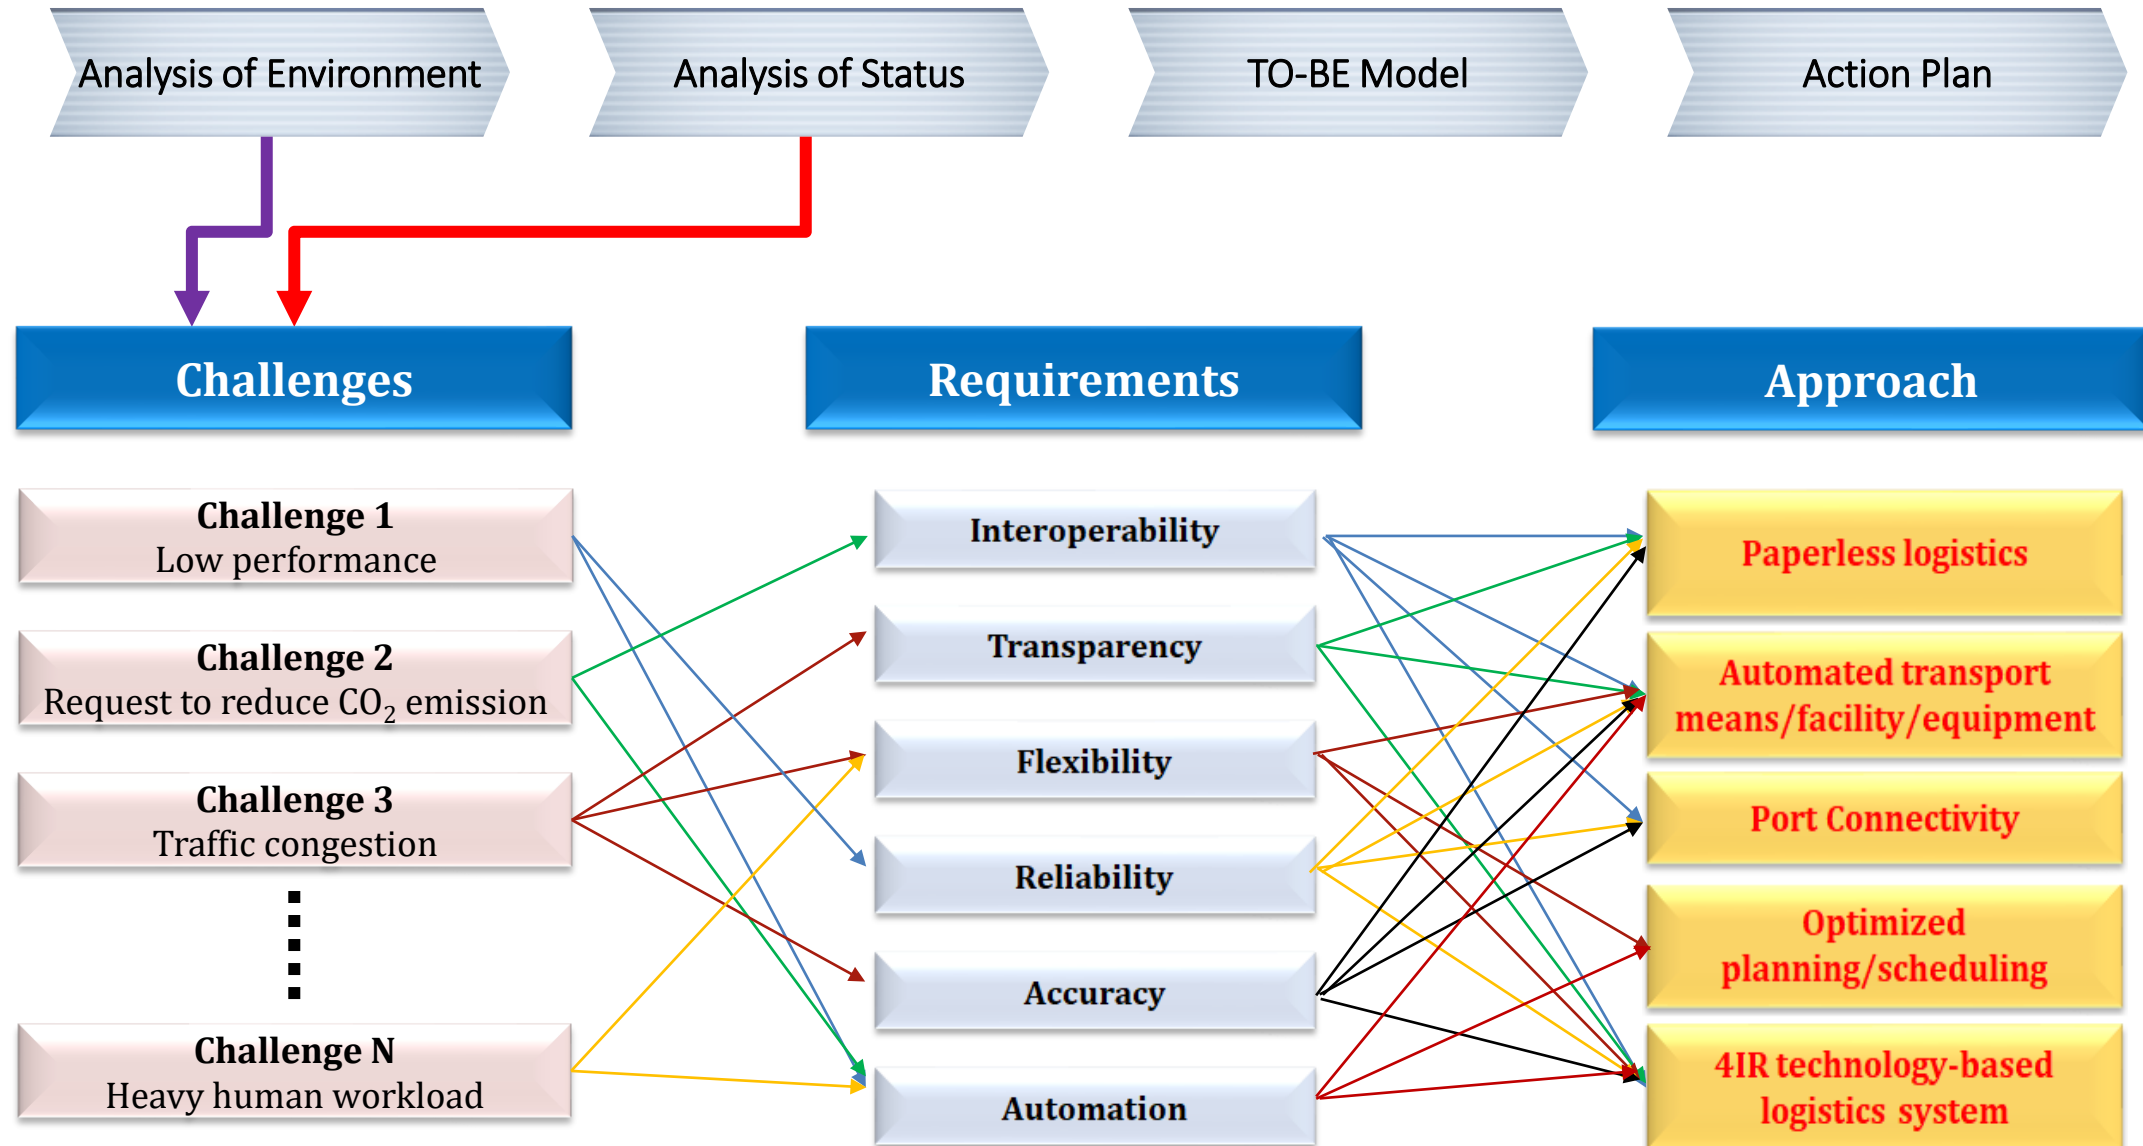 Analysis of Environment
Analysis of Status
TO-BE Model
Action Plan
Challenges
Requirements
Approach
Challenge 1
Low performance
Challenge 2
Request to reduce CO₂ emission
Challenge 3
Traffic congestion
Challenge N
Heavy human workload
Interoperability
Transparency
Flexibility
Reliability
Accuracy
Automation
Paperless logistics
Automated transport
means/facility/equipment
Port Connectivity
Optimized
planning/scheduling
4IR technology-based
logistics system